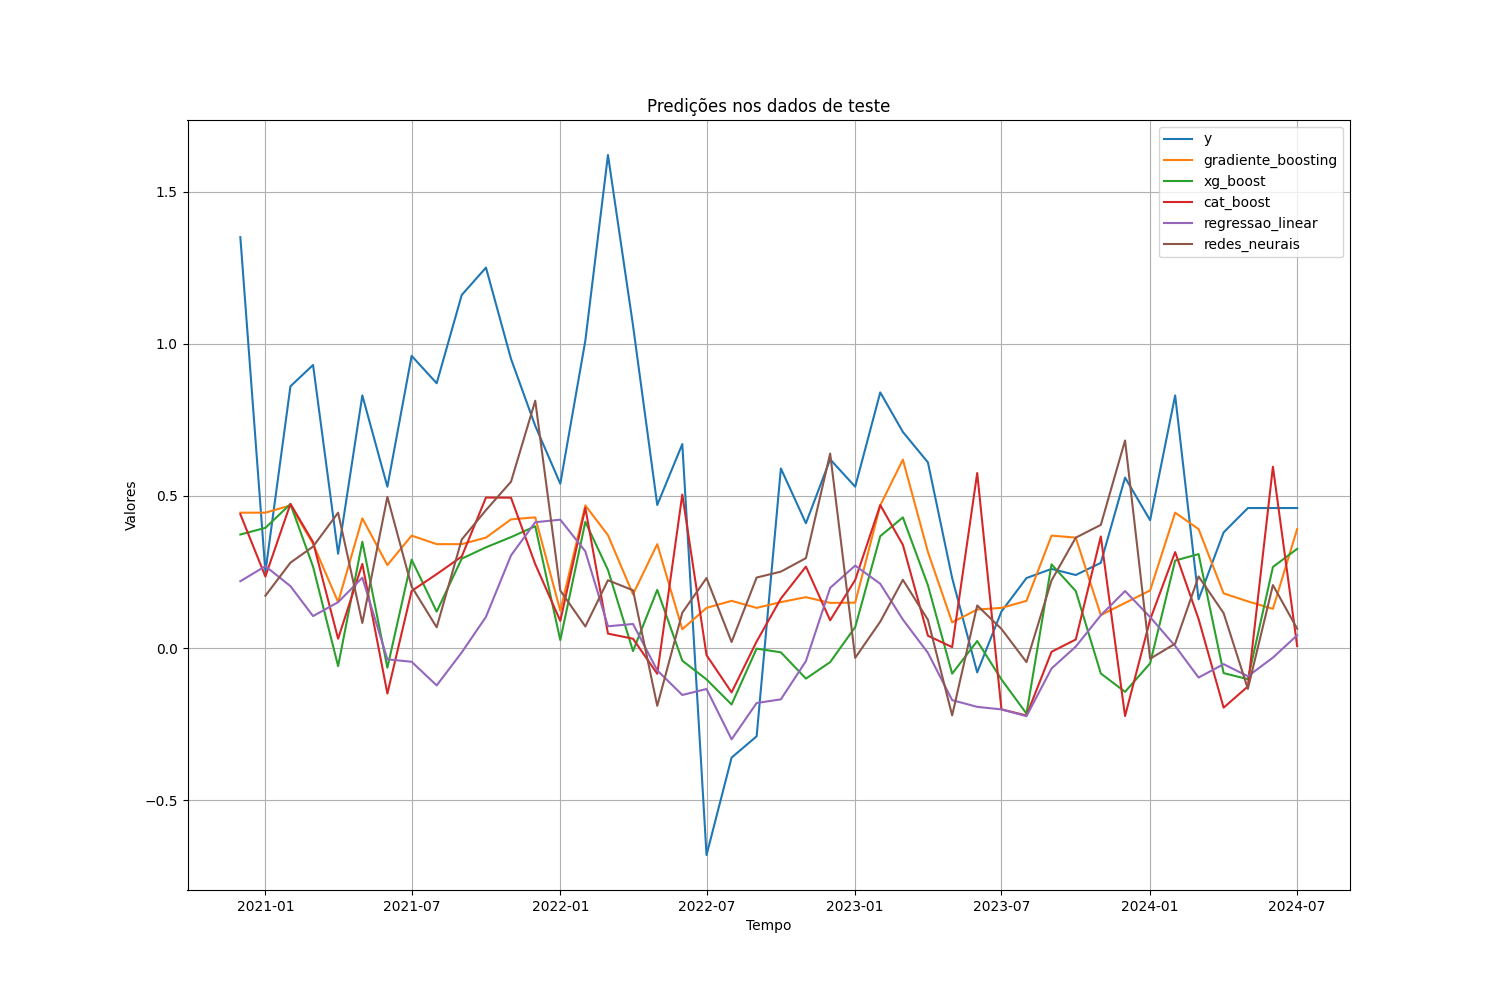 Predições nos dados de teste
y
gradiente_boosting
xg_boost
cat_boost
regressao_linear
redes_neurais
Valores
1.5
1.0
0.5
0.0
−0.5
2021-01 2021-07 2022-01 2022-07 2023-01 2023-07 2024-01 2024-07
Tempo